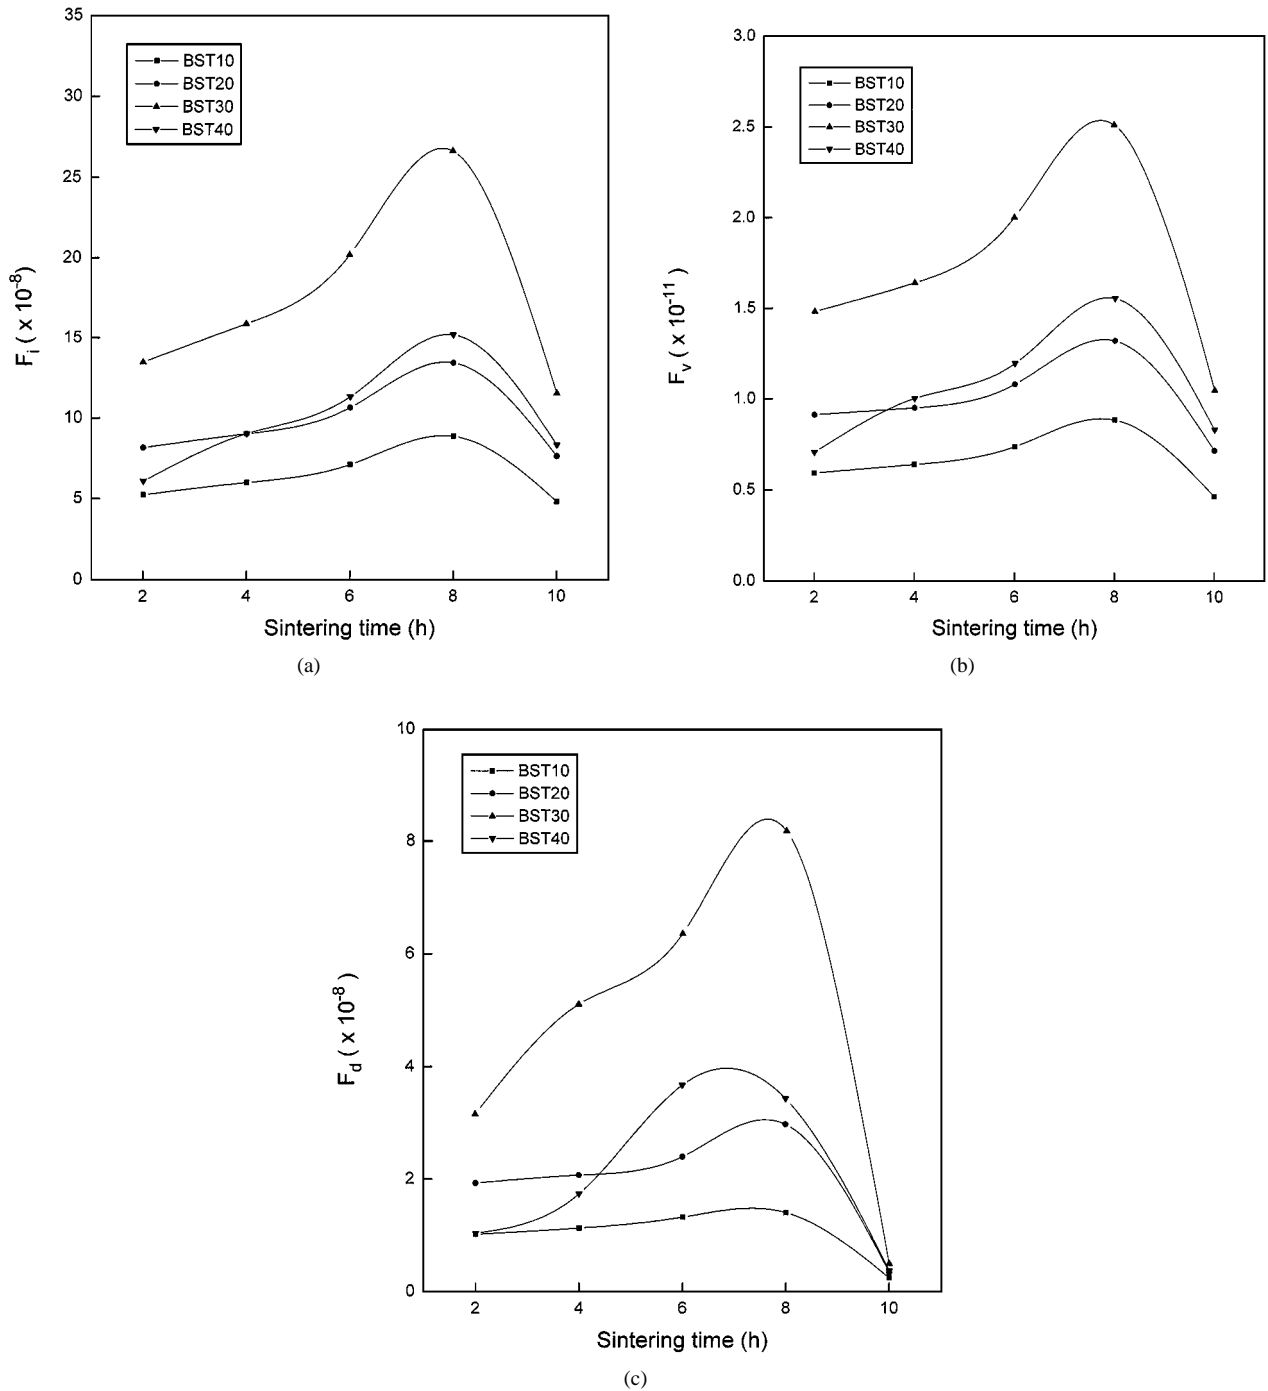 35
30
25
20
15
10
5
0
F_i ( x 10^-8)
BST10
BST20
BST30
BST40
2 4 6 8 10
Sintering time (h)
(a)
3.0
2.5
2.0
1.5
1.0
0.5
0.0
F_v ( x 10^-11 )
BST10
BST20
BST30
BST40
2 4 6 8 10
Sintering time (h)
(b)
10
8
6
4
2
0
F_d ( x 10^-8 )
BST10
BST20
BST30
BST40
2 4 6 8 10
Sintering time (h)
(c)